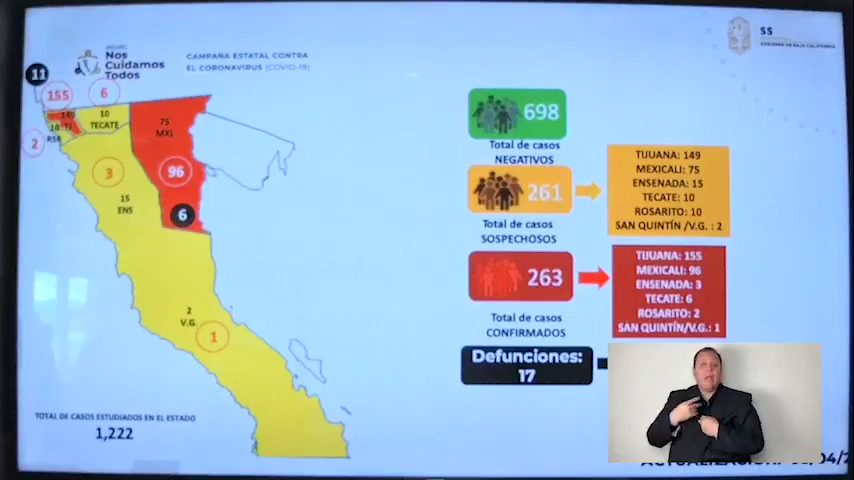 BC/SRC
Nos
Cuidamos
Todos
CAMPAÑA ESTATAL CONTRA
EL CORONAVIRUS (COVID-19)
SS
GOBIERNO DE BAJA CALIFORNIA
11
155
6
149
TJ
10
RSR
2
10
TECATE
75
MXL
96
6
3
15
ENS
2
V.G.
1
TOTAL DE CASOS ESTUDIADOS EN EL ESTADO
1,222
698
Total de casos
NEGATIVOS
261
Total de casos
SOSPECHOSOS
TIJUANA: 149
MEXICALI: 75
ENSENADA: 15
TECATE: 10
ROSARITO: 10
SAN QUINTÍN /V.G. : 2
263
Total de casos
CONFIRMADOS
TIJUANA: 155
MEXICALI: 96
ENSENADA: 3
TECATE: 6
ROSARITO: 2
SAN QUINTÍN/V.G.: 1
Defunciones:
17